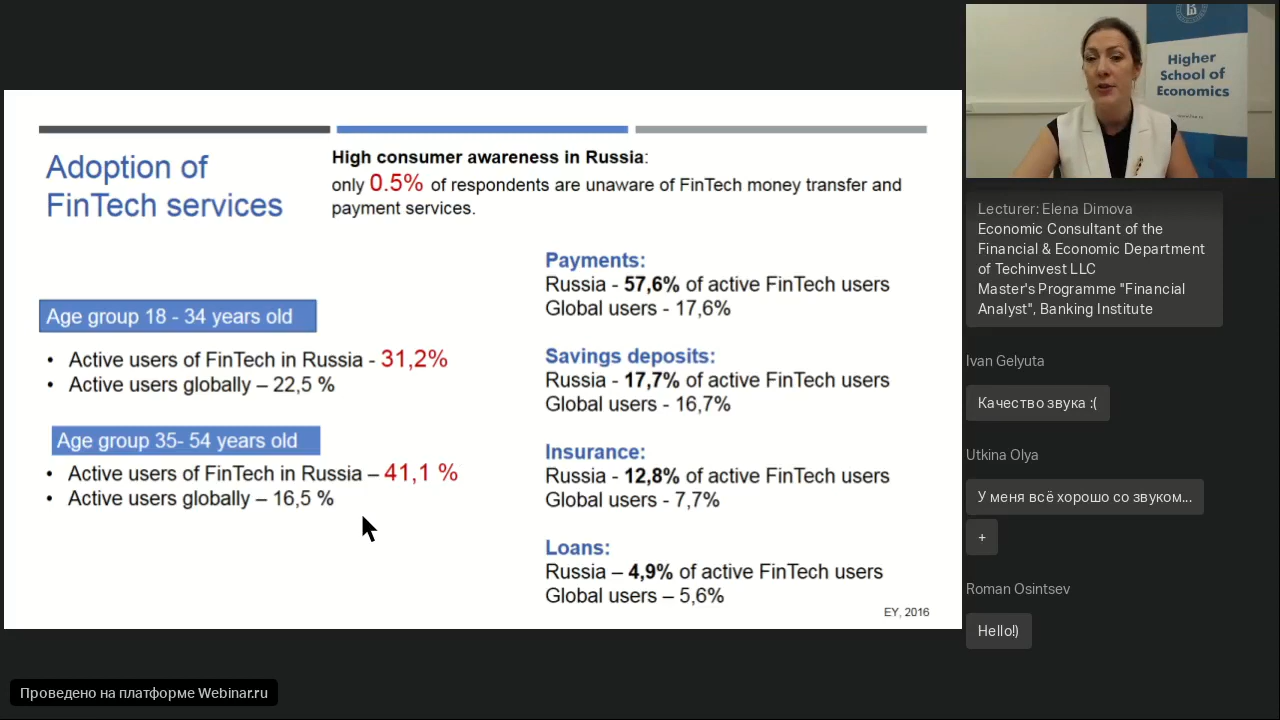 Adoption of
FinTech services
High consumer awareness in Russia:
only 0.5% of respondents are unaware of FinTech money transfer and
payment services.
Age group 18 - 34 years old
• Active users of FinTech in Russia - 31,2%
• Active users globally – 22,5 %
Age group 35- 54 years old
• Active users of FinTech in Russia – 41,1 %
• Active users globally – 16,5 %
Payments:
Russia - 57,6% of active FinTech users
Global users - 17,6%
Savings deposits:
Russia - 17,7% of active FinTech users
Global users - 16,7%
Insurance:
Russia - 12,8% of active FinTech users
Global users - 7,7%
Loans:
Russia – 4,9% of active FinTech users
Global users – 5,6%
EY, 2016
Higher
School of
Economics
Lecturer: Elena Dimova
Economic Consultant of the
Financial & Economic Department
of Techinvest LLC
Master's Programme "Financial
Analyst", Banking Institute
Ivan Gelyuta
Качество звука :(
Utkina Olya
У меня всё хорошо со звуком...
+
Roman Osintsev
Hello!)
Проведено на платформе Webinar.ru